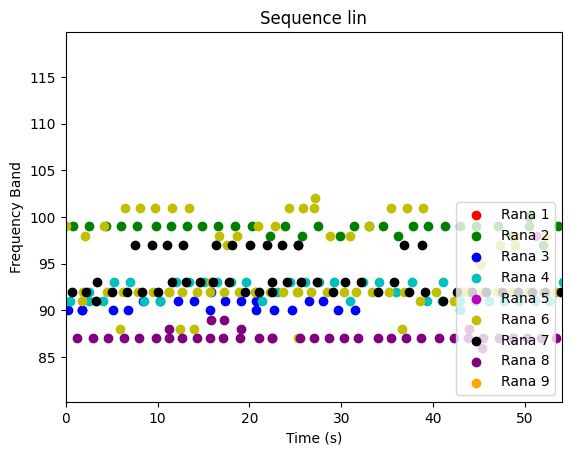 Sequence lin
Frequency Band
115
110
105
100
95
90
85
0
10
20
30
40
50
Time (s)
Rana 1
Rana 2
Rana 3
Rana 4
Rana 5
Rana 6
Rana 7
Rana 8
Rana 9